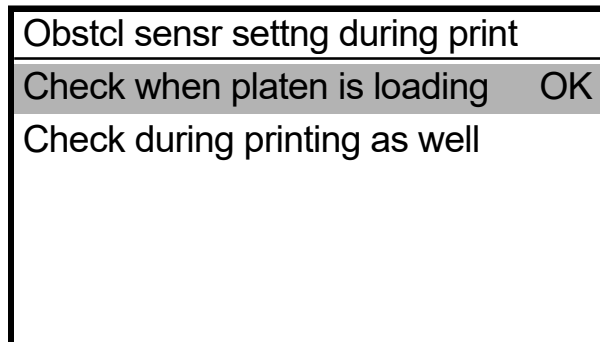 Obstcl sensr settng during print
Check when platen is loading OK
Check during printing as well